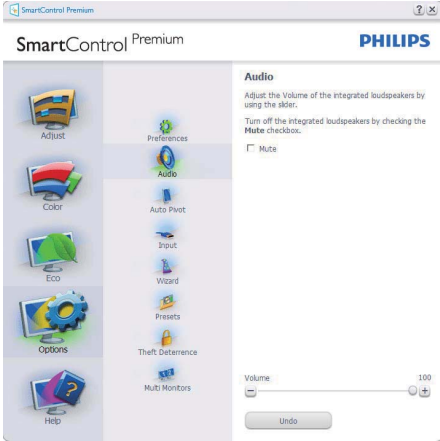 SmartControl Premium
? X
SmartControl Premium
PHILIPS
Adjust
Color
Eco
Options
Help
Preferences
Audio
Auto Pivot
Input
Wizard
Presets
Theft Deterrence
Multi Monitors
Audio
Adjust the Volume of the integrated loudspeakers by
using the slider.
Turn off the integrated loudspeakers by checking the
Mute checkbox.
Mute
Volume 100
Undo